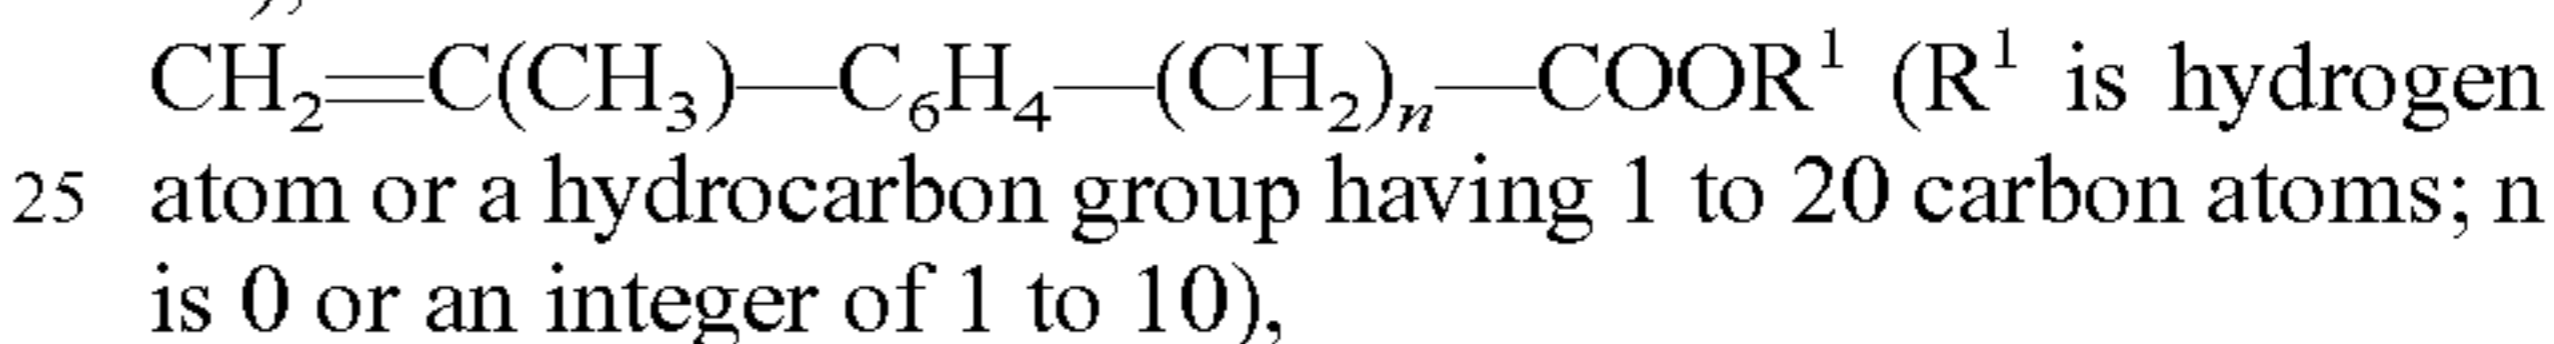 CH₂═C(CH₃)—C₆H₄—(CH₂)ₙ—COOR¹ (R¹ is hydrogen
25 atom or a hydrocarbon group having 1 to 20 carbon atoms; n
is 0 or an integer of 1 to 10),